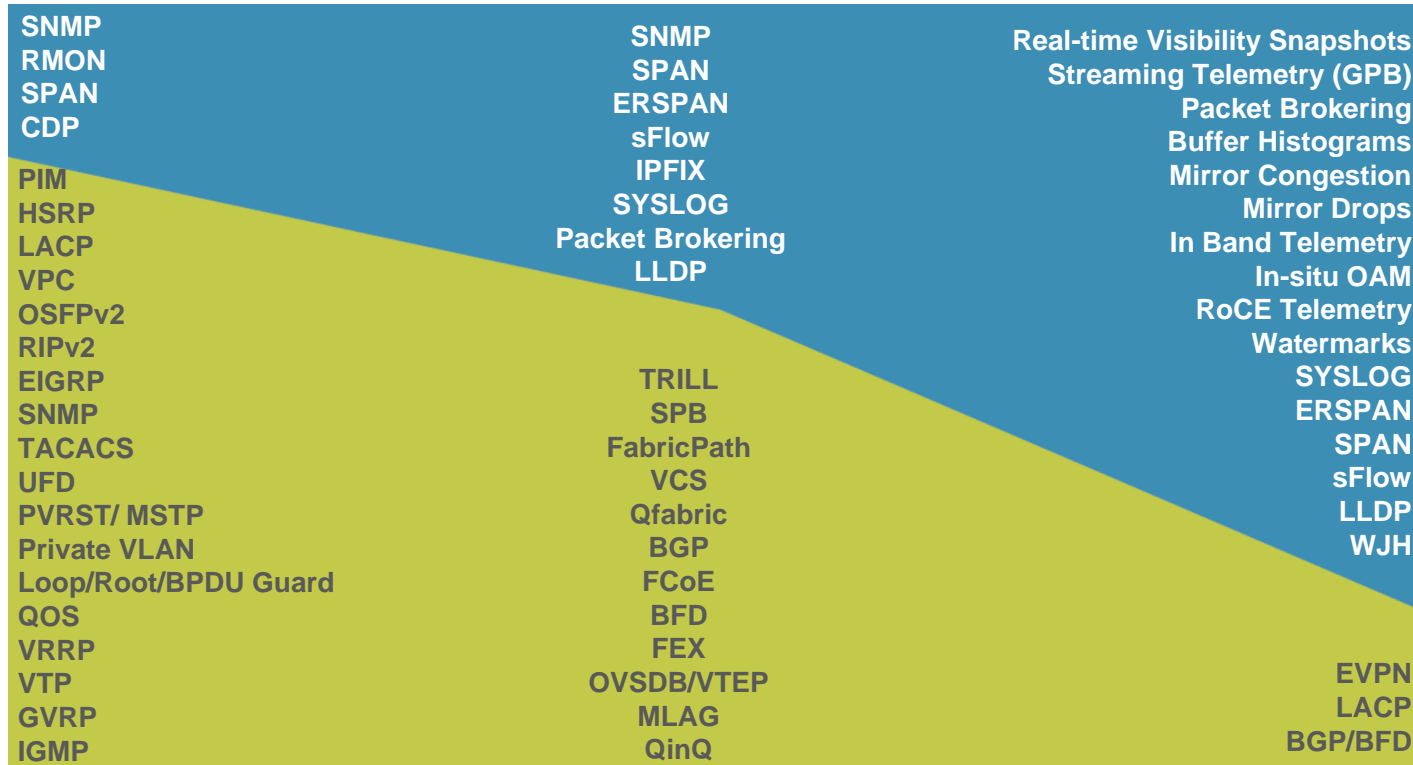 SNMP
RMON
SPAN
CDP
PIM
HSRP
LACP
VPC
OSFPv2
RIPv2
EIGRP
SNMP
TACACS
UFD
PVRST/ MSTP
Private VLAN
Loop/Root/BPDU Guard
QOS
VRRP
VTP
GVRP
IGMP
SNMP
SPAN
ERSPAN
sFlow
IPFIX
SYSLOG
Packet Brokering
LLDP
TRILL
SPB
FabricPath
VCS
Qfabric
BGP
FCoE
BFD
FEX
OVSDB/VTEP
MLAG
QinQ
Real-time Visibility Snapshots
Streaming Telemetry (GPB)
Packet Brokering
Buffer Histograms
Mirror Congestion
Mirror Drops
In Band Telemetry
In-situ OAM
RoCE Telemetry
Watermarks
SYSLOG
ERSPAN
SPAN
sFlow
LLDP
WJH
EVPN
LACP
BGP/BFD